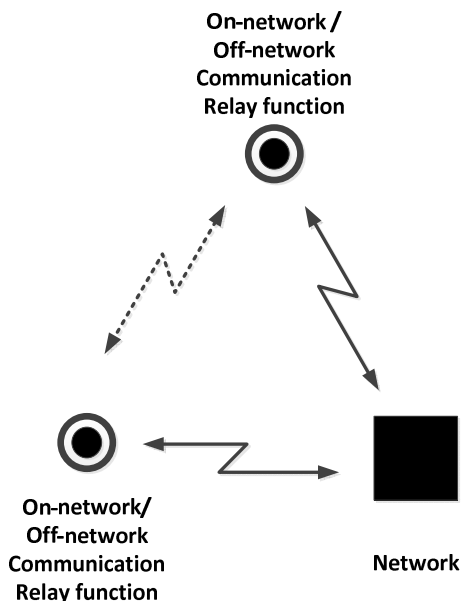 On-network /
Off-network
Communication
Relay function
On-network/
Off-network
Communication
Relay function
Network